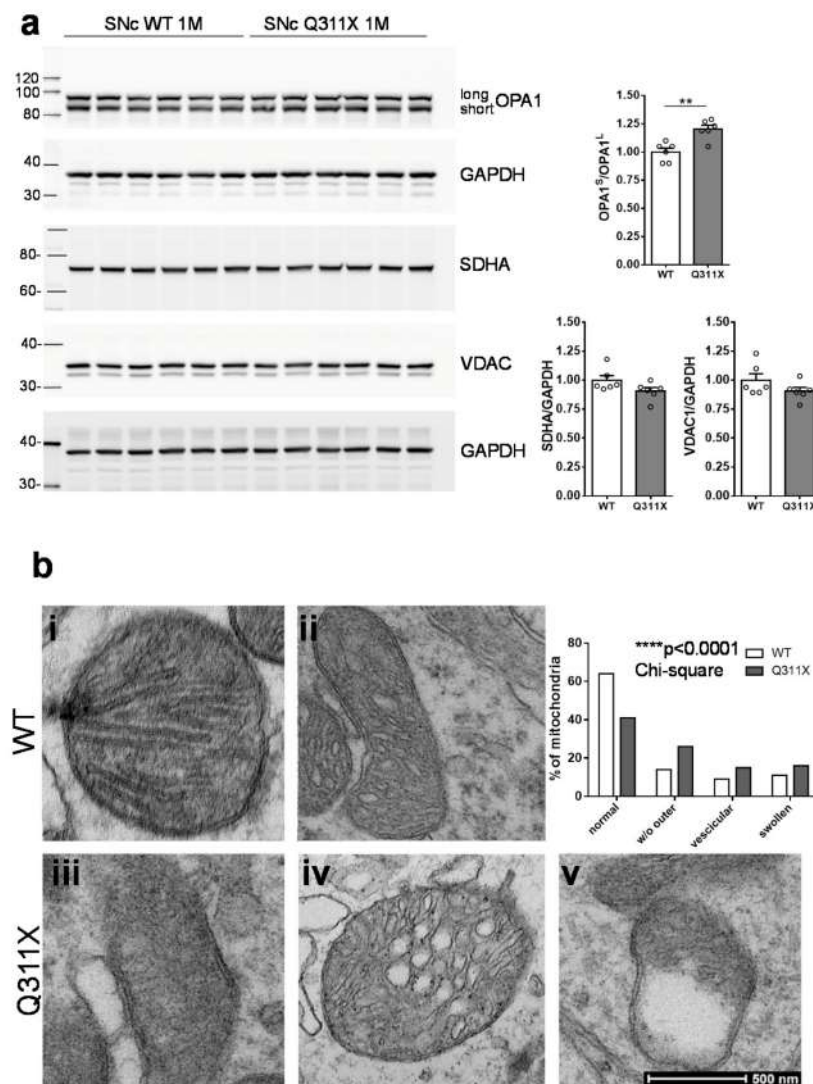 a
SNc WT 1M SNc Q311X 1M
120
100
80
long
short OPA1
40
30
GAPDH
80-
60-
SDHA
40-
30-
VDAC
40-
30-
GAPDH
OPA1S/OPA1L
1.50
1.25
1.00
0.75
0.50
0.25
0.00
**
WT Q311X
SDHA/GAPDH
1.50
1.25
1.00
0.75
0.50
0.25
0.00
WT Q311X
VDAC1/GAPDH
1.50
1.25
1.00
0.75
0.50
0.25
0.00
WT Q311X
b
WT
i
ii
% of mitochondria
80
60
40
20
0
****p<0.0001
Chi-square
WT
Q311X
normal
w/o outer
vescicular
swollen
Q311X
iii
iv
v
500 nm